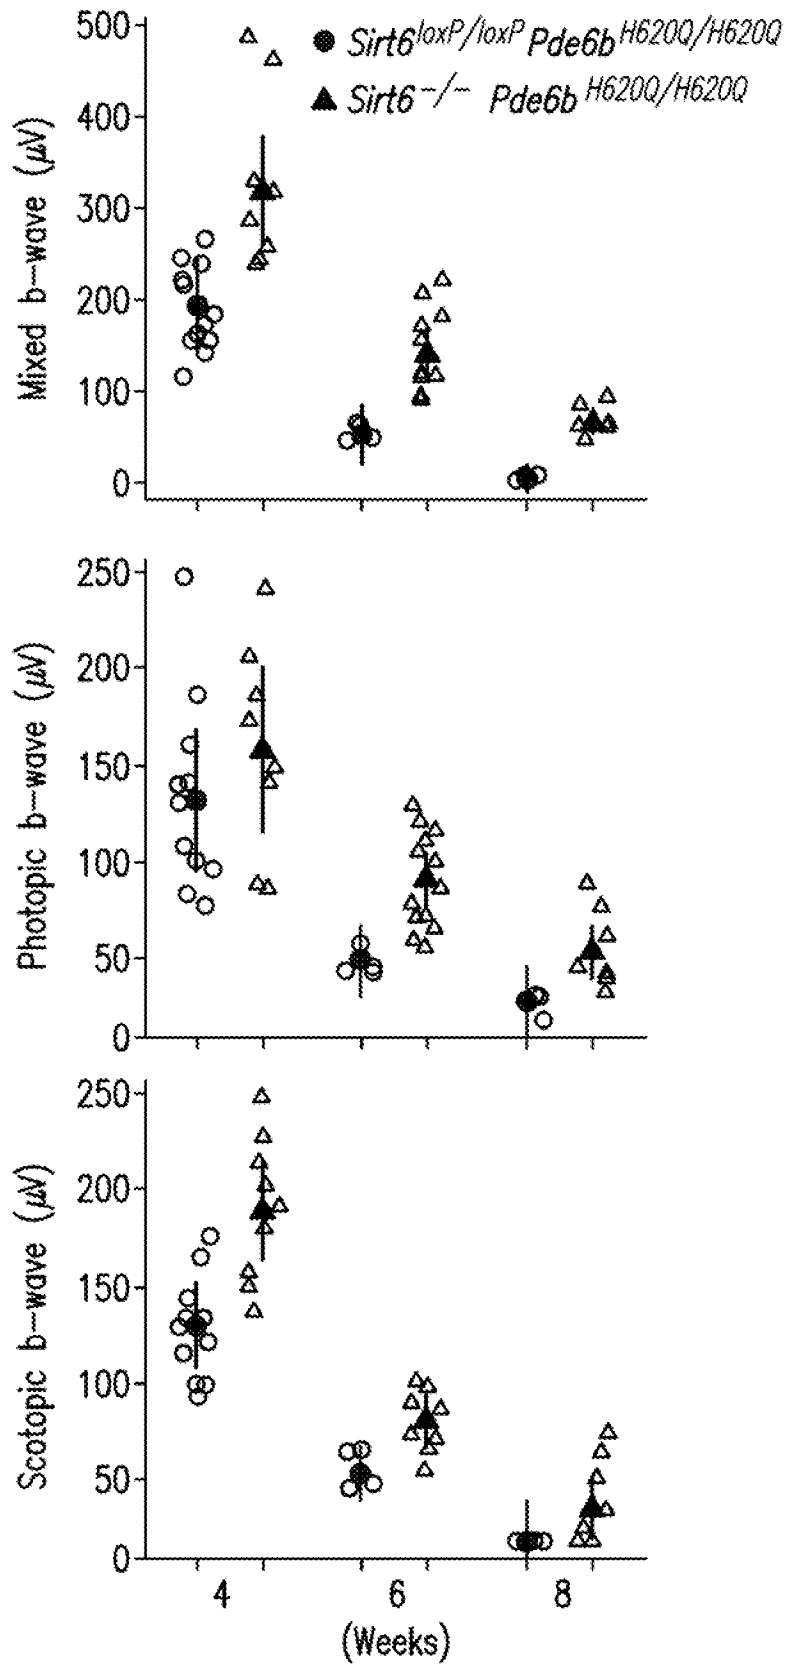 Sirt6loxP/loxP Pde6bH620Q/H620Q
Sirt6−/− Pde6bH620Q/H620Q
Mixed b−wave (μV)
500
400
300
200
100
0
Photopic b−wave (μV)
250
200
150
100
50
0
Scotopic b−wave (μV)
250
200
150
100
50
0
4 6 8
(Weeks)